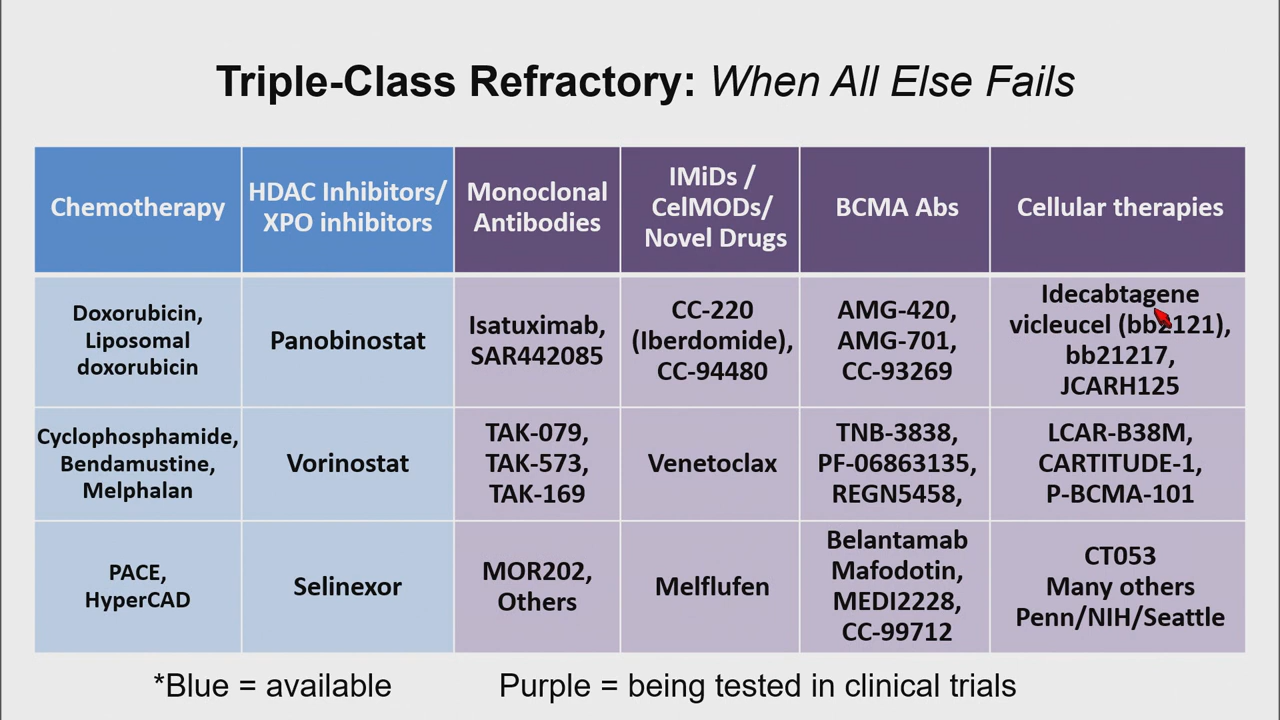 Triple-Class Refractory: When All Else Fails
Chemotherapy
HDAC Inhibitors/
XPO inhibitors
Monoclonal
Antibodies
IMiDs /
CelMODs/
Novel Drugs
BCMA Abs
Cellular therapies
Doxorubicin,
Liposomal
doxorubicin
Panobinostat
Isatuximab,
SAR442085
CC-220
(Iberdomide),
CC-94480
AMG-420,
AMG-701,
CC-93269
Idecabtagene
vicleucel (bb2121),
bb21217,
JCARH125
Cyclophosphamide,
Bendamustine,
Melphalan
Vorinostat
TAK-079,
TAK-573,
TAK-169
Venetoclax
TNB-3838,
PF-06863135,
REGN5458,
LCAR-B38M,
CARTITUDE-1,
P-BCMA-101
PACE,
HyperCAD
Selinexor
MOR202,
Others
Melflufen
Belantamab
Mafodotin,
MEDI2228,
CC-99712
CT053
Many others
Penn/NIH/Seattle
*Blue = available
Purple = being tested in clinical trials